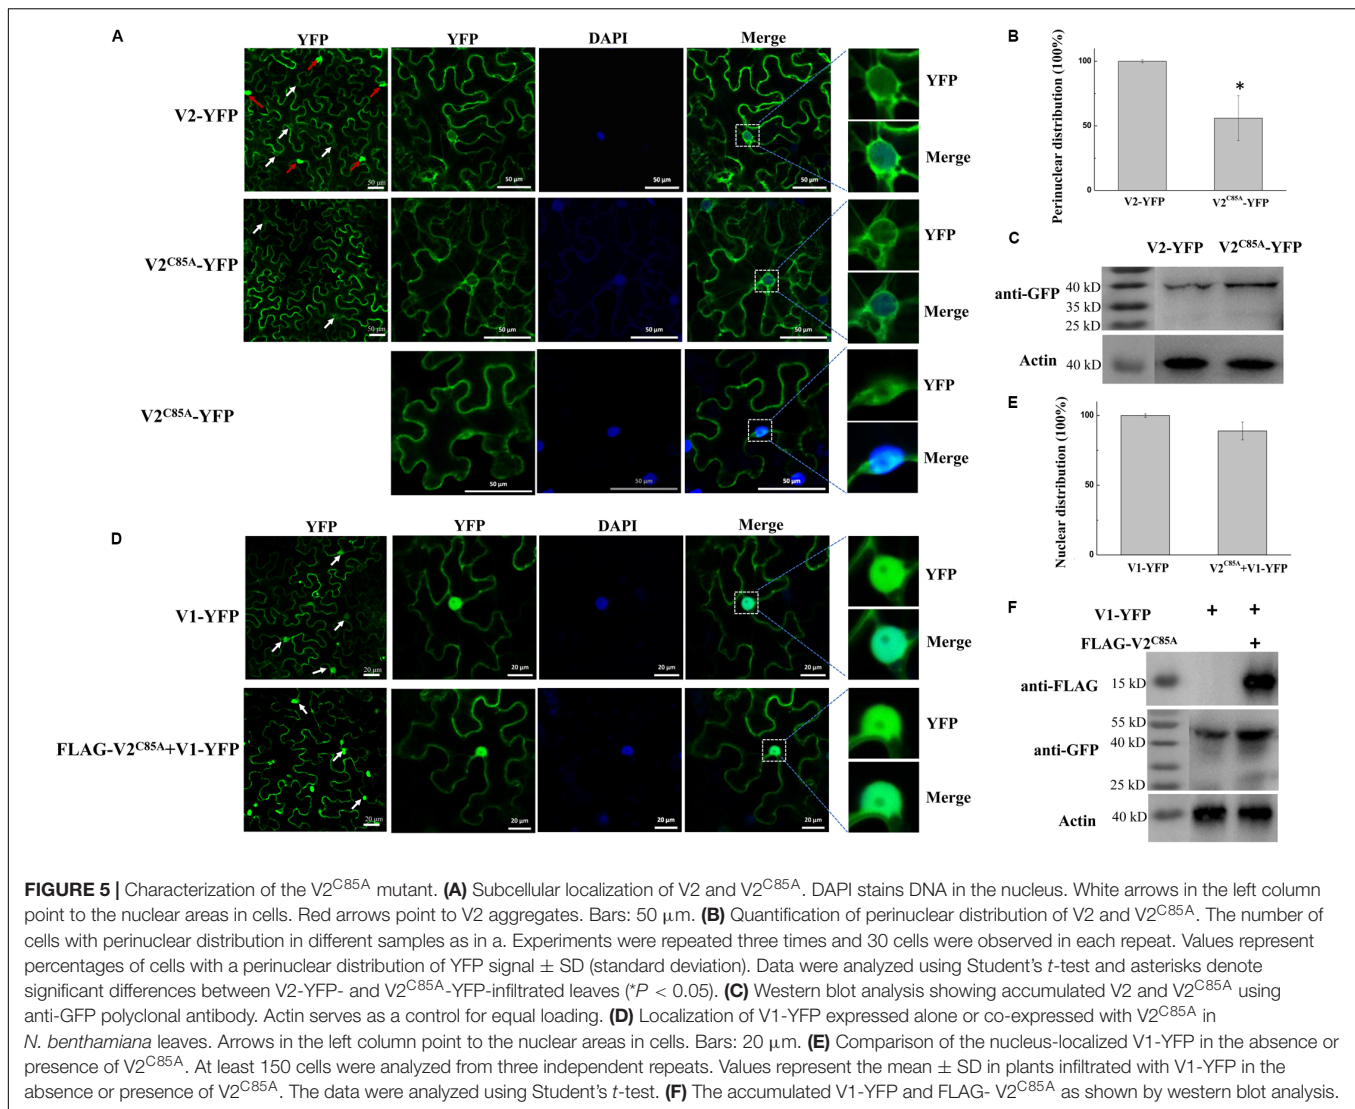 A
YFP
YFP
DAPI
Merge
V2-YFP
50 μm
50 μm
50 μm
50 μm
YFP
Merge
V2C85A-YFP
50 μm
50 μm
50 μm
50 μm
YFP
Merge
V2C85A-YFP
50 μm
50 μm
50 μm
YFP
Merge
B
Perinuclear distribution (100%)
100
50
0
*
V2-YFP
V2C85A-YFP
C
V2-YFP
V2C85A-YFP
anti-GFP
40 kD
35 kD
25 kD
Actin
40 kD
D
YFP
YFP
DAPI
Merge
V1-YFP
20 μm
20 μm
20 μm
20 μm
YFP
Merge
FLAG-V2C85A+V1-YFP
20 μm
20 μm
20 μm
20 μm
YFP
Merge
E
Nuclear distribution (100%)
100
50
0
V1-YFP
V2C85A+V1-YFP
F
V1-YFP + +
FLAG-V2C85A +
anti-FLAG
15 kD
anti-GFP
55 kD
40 kD
25 kD
Actin
40 kD
FIGURE 5 | Characterization of the V2C85A mutant. (A) Subcellular localization of V2 and V2C85A. DAPI stains DNA in the nucleus. White arrows in the left column
point to the nuclear areas in cells. Red arrows point to V2 aggregates. Bars: 50 μm. (B) Quantification of perinuclear distribution of V2 and V2C85A. The number of
cells with perinuclear distribution in different samples as in a. Experiments were repeated three times and 30 cells were observed in each repeat. Values represent
percentages of cells with a perinuclear distribution of YFP signal ± SD (standard deviation). Data were analyzed using Student's t-test and asterisks denote
significant differences between V2-YFP- and V2C85A-YFP-infiltrated leaves (*P < 0.05). (C) Western blot analysis showing accumulated V2 and V2C85A using
anti-GFP polyclonal antibody. Actin serves as a control for equal loading. (D) Localization of V1-YFP expressed alone or co-expressed with V2C85A in
N. benthamiana leaves. Arrows in the left column point to the nuclear areas in cells. Bars: 20 μm. (E) Comparison of the nucleus-localized V1-YFP in the absence or
presence of V2C85A. At least 150 cells were analyzed from three independent repeats. Values represent the mean ± SD in plants infiltrated with V1-YFP in the
absence or presence of V2C85A. The data were analyzed using Student's t-test. (F) The accumulated V1-YFP and FLAG- V2C85A as shown by western blot analysis.